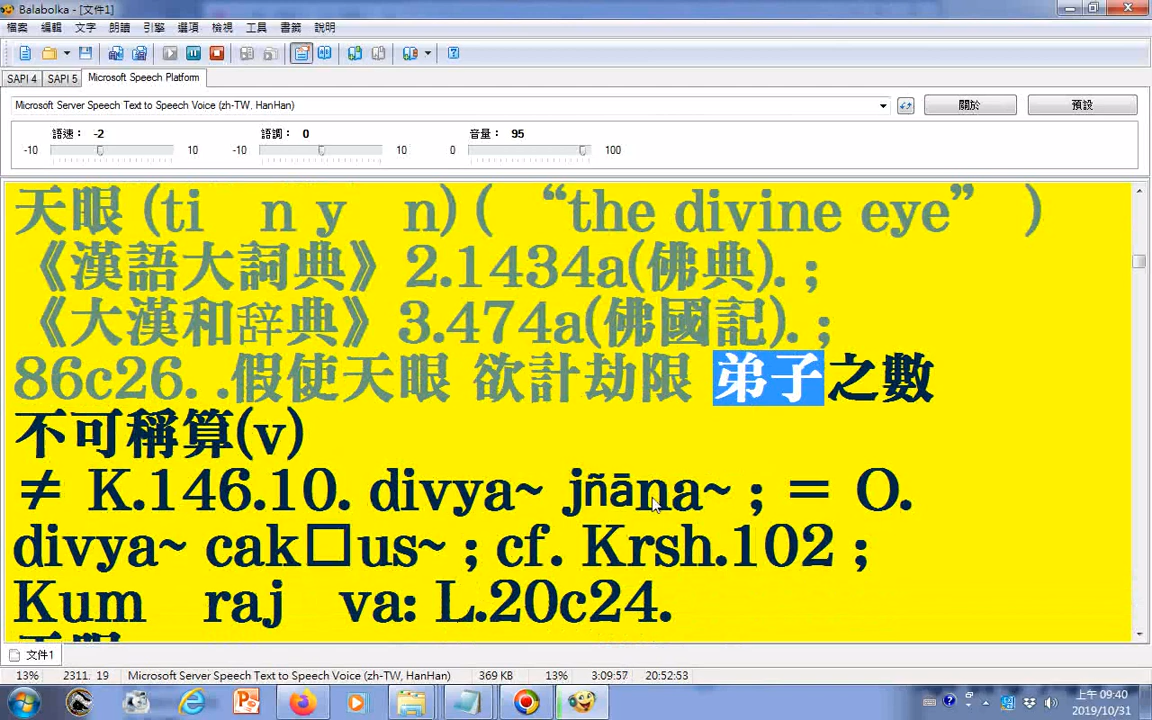 Balabolka - [文件1]
檔案 編輯 文字 朗讀 引擎 選項 檢視 工具 書籤 說明
SAPI 4 SAPI 5 Microsoft Speech Platform
Microsoft Server Speech Text to Speech Voice (zh-TW, HanHan) 關於 預設
語速： -2 語調： 0 音量： 95
-10 10 -10 10 0 100
天眼 (ti n y n) ( “the divine eye” )
《漢語大詞典》 2.1434a(佛典). ;
《大漢和辞典》 3.474a(佛國記). ;
86c26. .假使天眼 欲計劫限 弟子之數
不可稱算(v)
≠ K.146.10. divya~ jñāna~ ; = O.
divya~ cak□us~ ; cf. Krsh.102 ;
Kum raj va: L.20c24.
天眼
文件1
13% 2311: 19 Microsoft Server Speech Text to Speech Voice (zh-TW, HanHan) 369 KB 13% 3:09:57 20:52:53
上午 09:40
2019/10/31